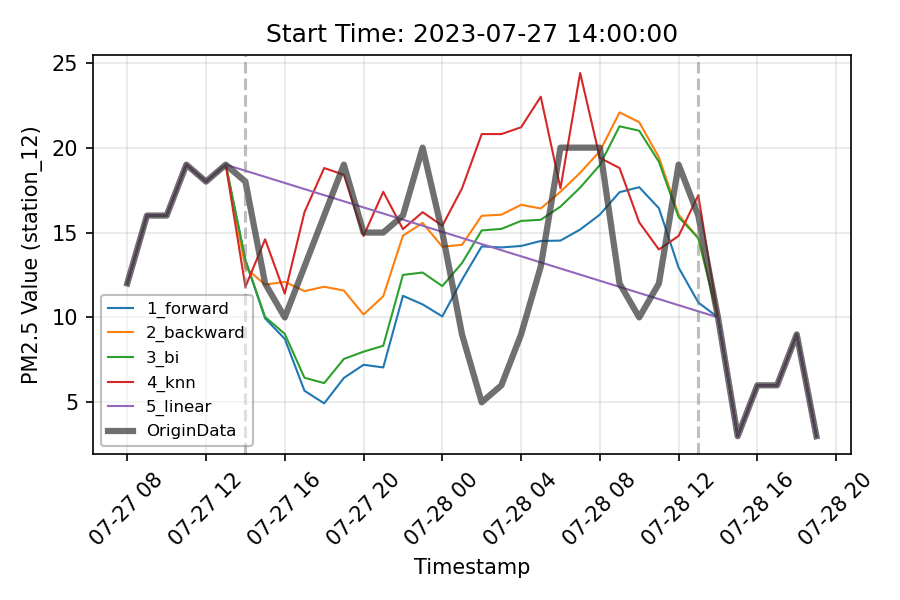 Start Time: 2023-07-27 14:00:00
PM2.5 Value (station_12)
25
20
15
10
5
1_forward
2_backward
3_bi
4_knn
5_linear
OriginData
07-27 08
07-27 12
07-27 16
07-27 20
07-28 00
07-28 04
07-28 08
07-28 12
07-28 16
07-28 20
Timestamp